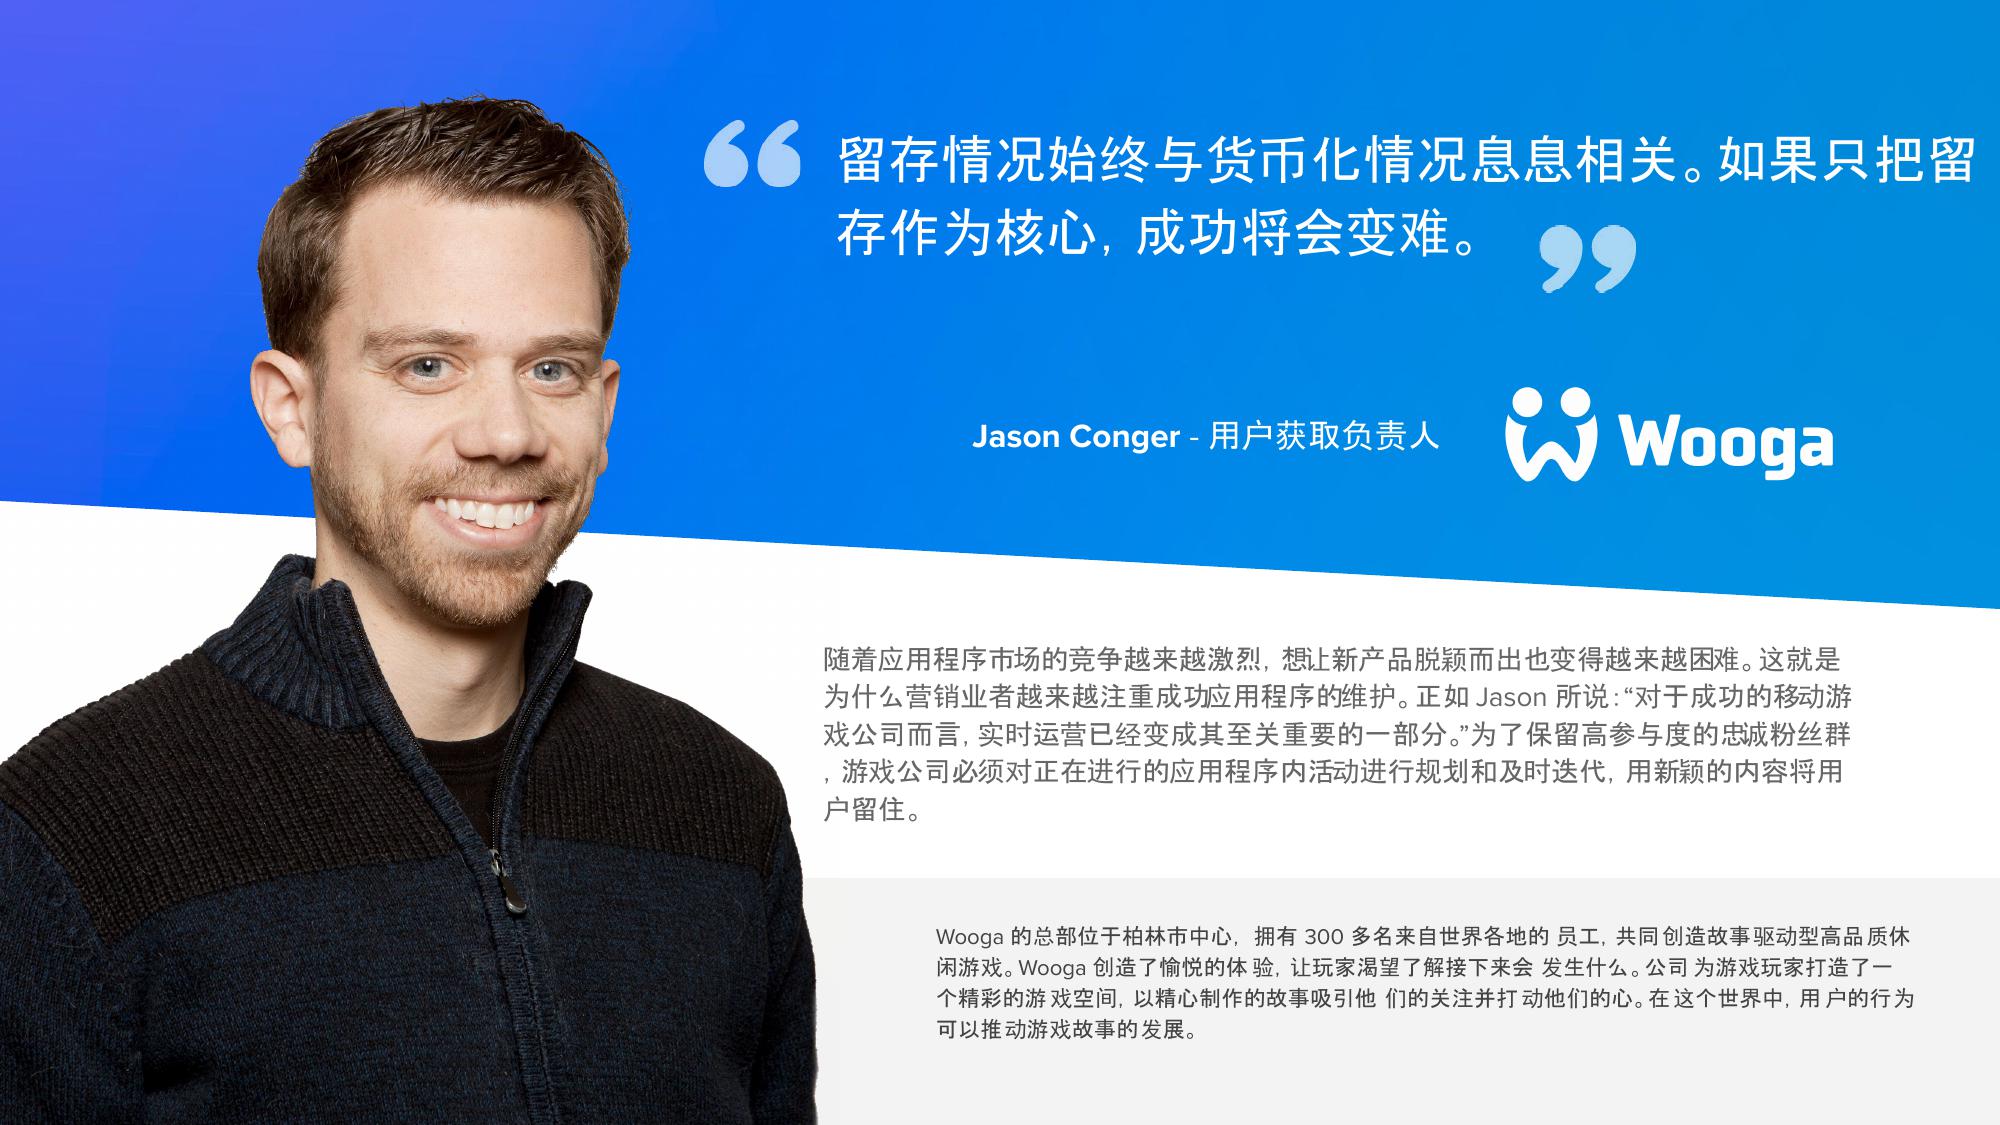 “ 留存情况始终与货币化情况息息相关。如果只把留
存作为核心，成功将会变难。 ”
Jason Conger - 用户获取负责人
Wooga
随着应用程序市场的竞争越来越激烈，想让新产品脱颖而出也变得越来越困难。这就是
为什么营销业者越来越注重成功应用程序的维护。正如 Jason 所说：“对于成功的移动游
戏公司而言，实时运营已经变成其至关重要的一部分。”为了保留高参与度的忠诚粉丝群
，游戏公司必须对正在进行的应用程序内活动进行规划和及时迭代，用新颖的内容将用
户留住。
Wooga 的总部位于柏林市中心，拥有 300 多名来自世界各地的 员工，共同创造故事驱动型高品质休
闲游戏。Wooga 创造了愉悦的体验，让玩家渴望了解接下来会 发生什么。公司为游戏玩家打造了一
个精彩的游戏空间，以精心制作的故事吸引他 们的关注并打动他们的心。在这个世界中，用户的行为
可以推动游戏故事的发展。